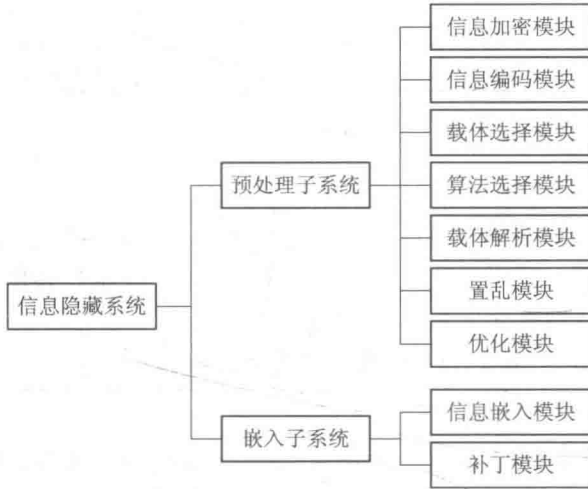 信息加密模块
信息编码模块
载体选择模块
预处理子系统
算法选择模块
载体解析模块
信息隐藏系统
置乱模块
优化模块
信息嵌入模块
嵌入子系统
补丁模块